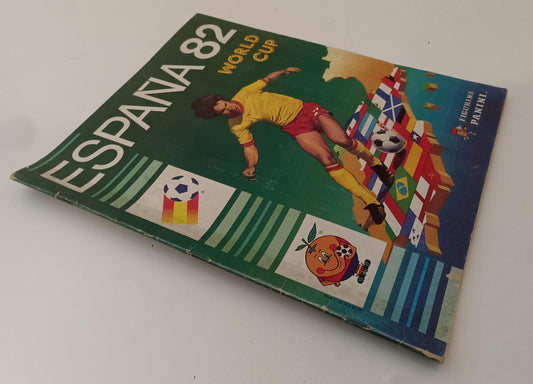 ESPAÑA 82
WORLD
CUP
FIGURINE
PANINI